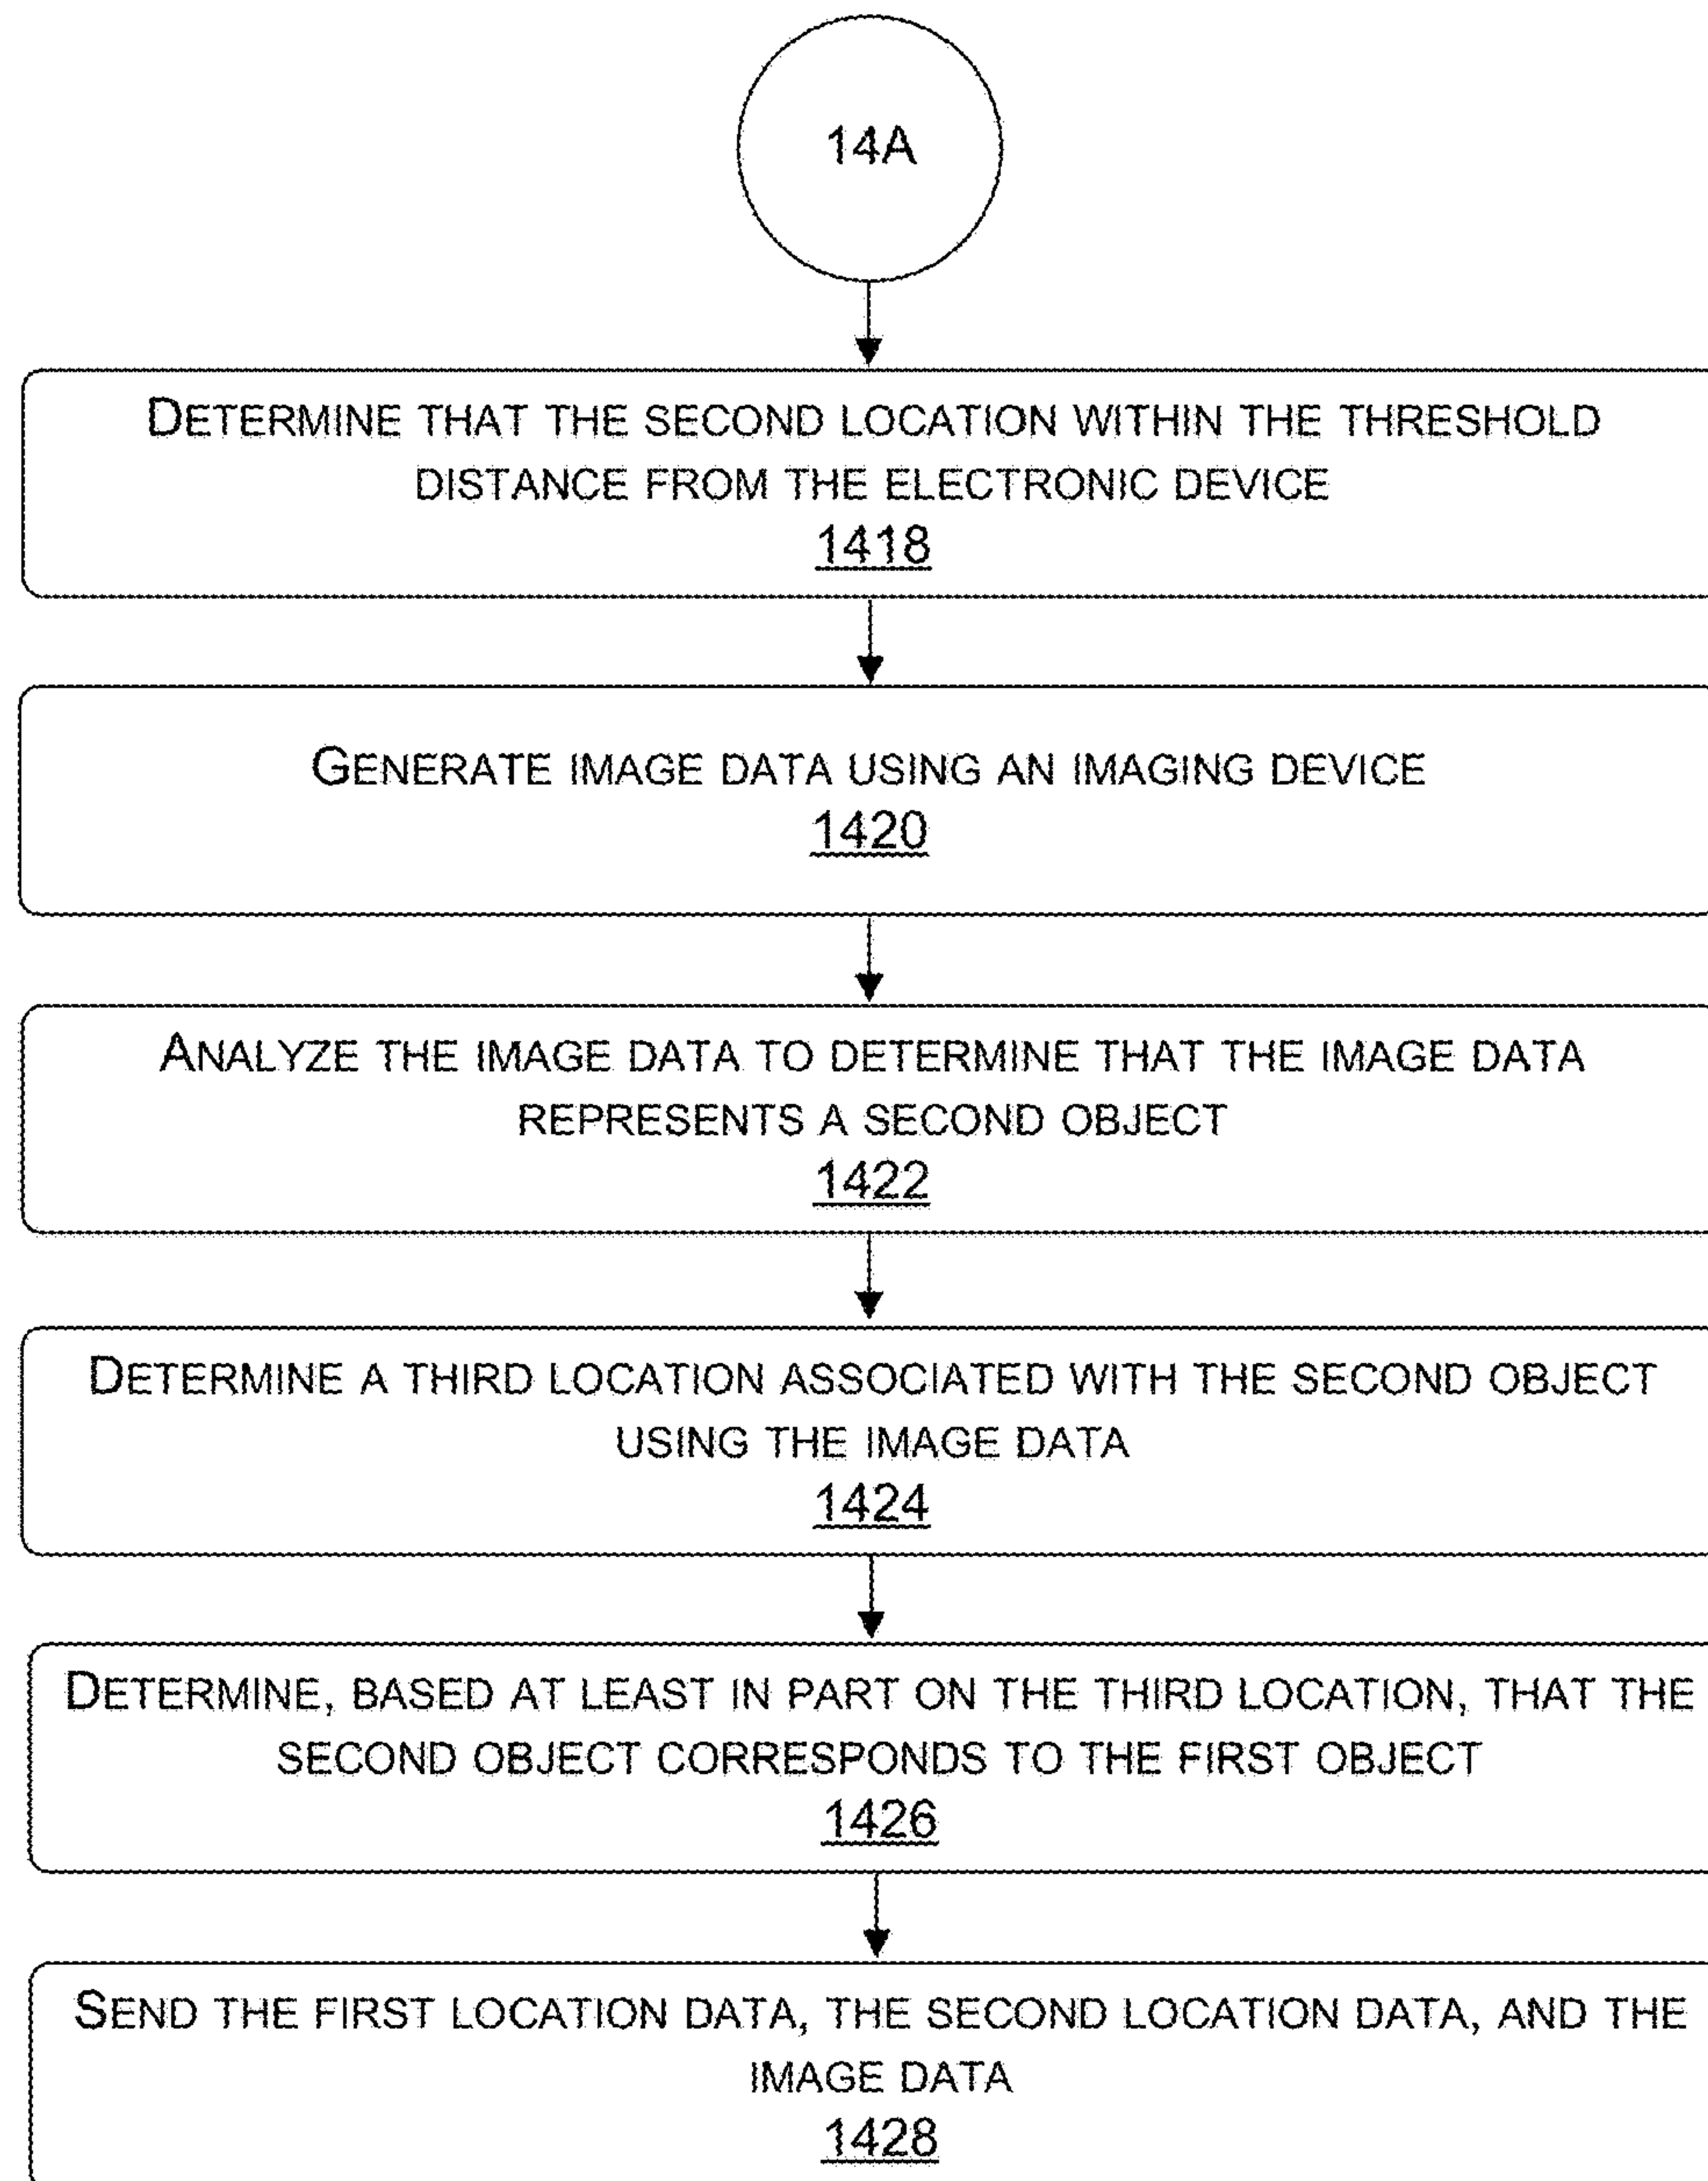 14A
DETERMINE THAT THE SECOND LOCATION WITHIN THE THRESHOLD
DISTANCE FROM THE ELECTRONIC DEVICE
1418
GENERATE IMAGE DATA USING AN IMAGING DEVICE
1420
ANALYZE THE IMAGE DATA TO DETERMINE THAT THE IMAGE DATA
REPRESENTS A SECOND OBJECT
1422
DETERMINE A THIRD LOCATION ASSOCIATED WITH THE SECOND OBJECT
USING THE IMAGE DATA
1424
DETERMINE, BASED AT LEAST IN PART ON THE THIRD LOCATION, THAT THE
SECOND OBJECT CORRESPONDS TO THE FIRST OBJECT
1426
SEND THE FIRST LOCATION DATA, THE SECOND LOCATION DATA, AND THE
IMAGE DATA
1428